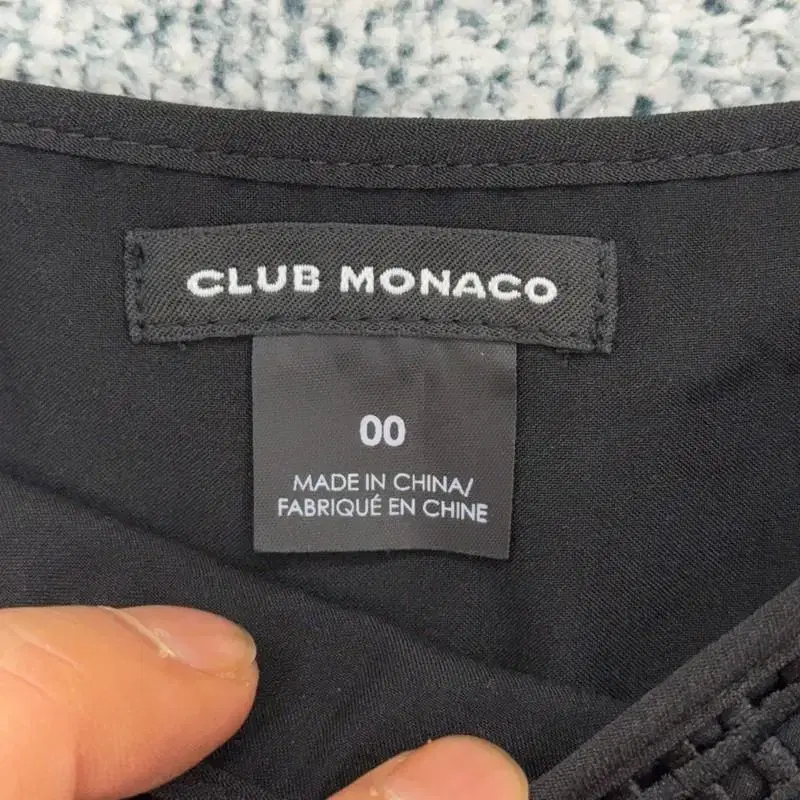 CLUB MONACO
00
MADE IN CHINA/
FABRIQUÉ EN CHINE